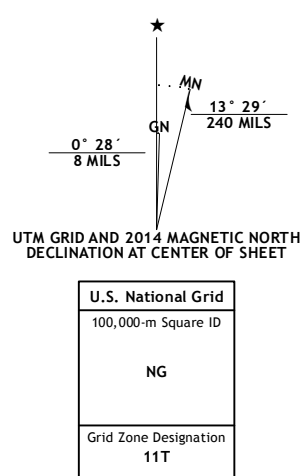 ★
MN
GN
13° 29´
240 MILS
0° 28´
8 MILS
UTM GRID AND 2014 MAGNETIC NORTH
DECLINATION AT CENTER OF SHEET
U.S. National Grid
100,000-m Square ID
NG
Grid Zone Designation
11T